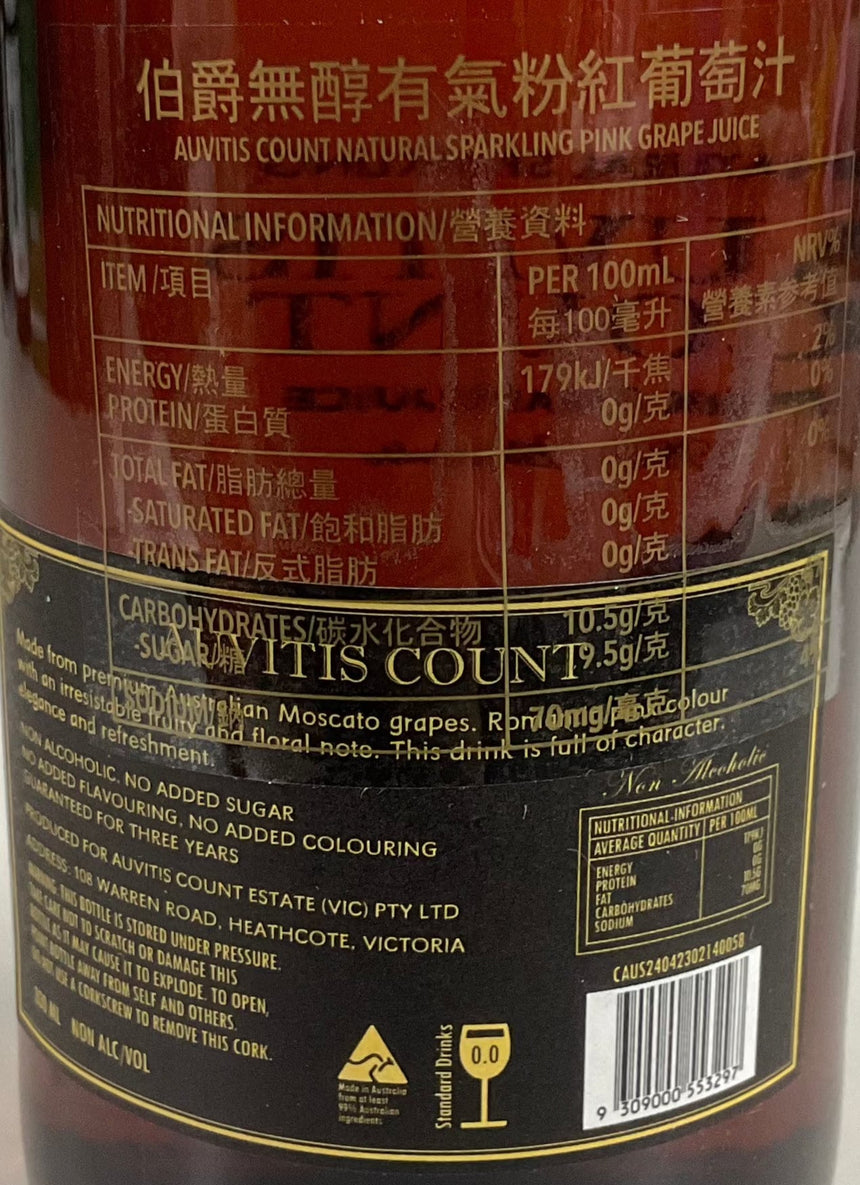 伯爵無醇有氣粉紅葡萄汁
AUVITIS COUNT NATURAL SPARKLING PINK GRAPE JUICE
NUTRITIONAL INFORMATION/營養資料
ITEM /項目 PER 100mL 每100毫升 NRV% 營養素参考值
ENERGY/熱量 179kJ/千焦 2%
PROTEIN/蛋白質 0g/克 0%
TOTAL FAT/脂肪總量 0g/克 0%
-SATURATED FAT/飽和脂肪 0g/克
-TRANS FAT/反式脂肪 0g/克
CARBOHYDRATES/碳水化合物 10.5g/克
-SUGAR/糖 9.5g/克
SODIUM/鈉 70mg/毫克
AUVITIS COUNT
Made from premium Australian Moscato grapes. colour
with an irresistable fruity and floral note. This drink is full of character,
elegance and refreshment.
NON ALCOHOLIC. NO ADDED SUGAR
NO ADDED FLAVOURING, NO ADDED COLOURING
GUARANTEED FOR THREE YEARS
PRODUCED FOR AUVITIS COUNT ESTATE (VIC) PTY LTD
ADDRESS: 108 WARREN ROAD, HEATHCOTE, VICTORIA
WARNING: THIS BOTTLE IS STORED UNDER PRESSURE.
TAKE CARE NOT TO SCRATCH OR DAMAGE THIS
BOTTLE AS IT MAY CAUSE IT TO EXPLODE. TO OPEN,
POINT BOTTLE AWAY FROM SELF AND OTHERS.
DO NOT USE A CORKSCREW TO REMOVE THIS CORK.
ML NON ALC/VOL
Made in Australia
from at least
99% Australian
ingredients
Standard Drinks
0.0
Non Alcoholic
NUTRITIONAL-INFORMATION
AVERAGE QUANTITY PER 100ML
ENERGY 179KJ
PROTEIN 0G
FAT 0G
CARBOHYDRATES 10.5G
SODIUM 70MG
CAUS24042302|40058
9 309000 553297